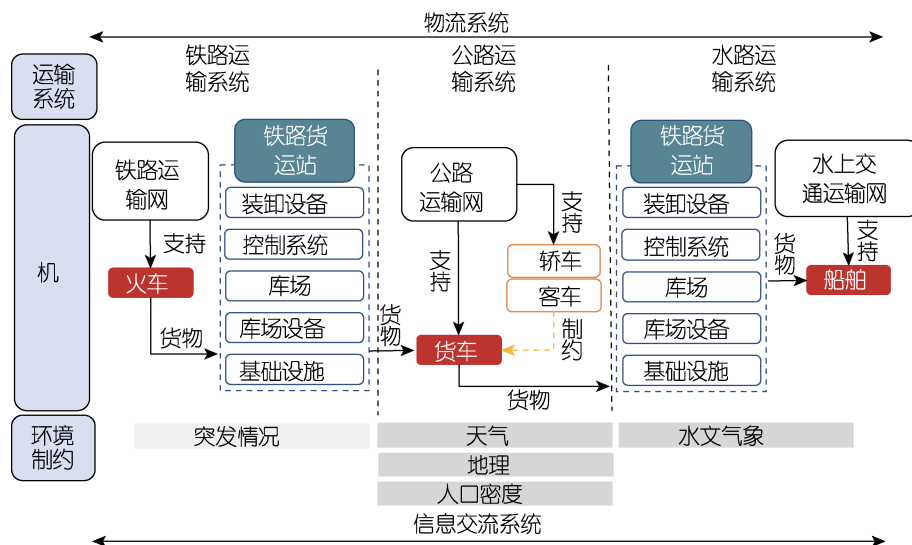 物流系统
铁路运
输系统
公路运
输系统
水路运
输系统
运输
系统
机
铁路运
输网
支持
火车
货物
铁路货
运站
装卸设备
控制系统
库场
库场设备
基础设施
货物
公路
运输网
支持
支持
轿车
客车
制约
货车
货物
铁路货
运站
装卸设备
控制系统
库场
库场设备
基础设施
货物
水上交
通运输网
支持
船舶
环境
制约
突发情况
天气
水文气象
地理
人口密度
信息交流系统